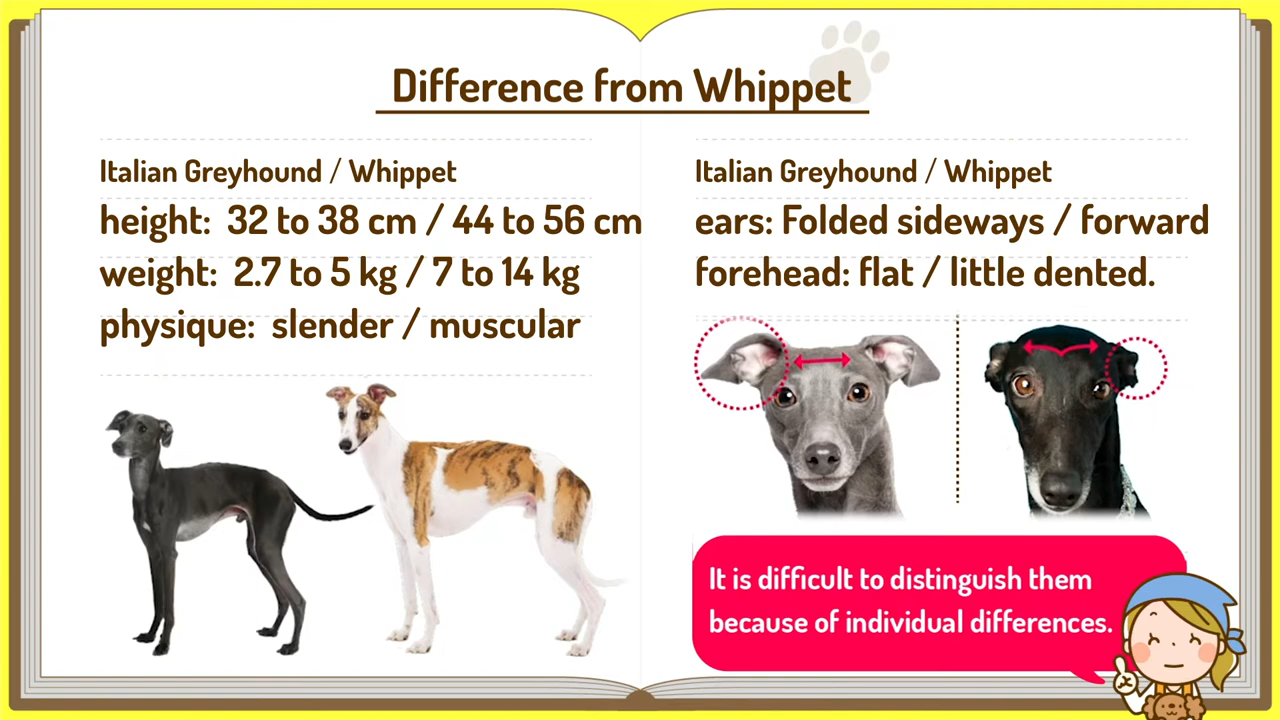 Difference from Whippet
Italian Greyhound / Whippet
height: 32 to 38 cm / 44 to 56 cm
weight: 2.7 to 5 kg / 7 to 14 kg
physique: slender / muscular
Italian Greyhound / Whippet
ears: Folded sideways / forward
forehead: flat / little dented.
It is difficult to distinguish them
because of individual differences.